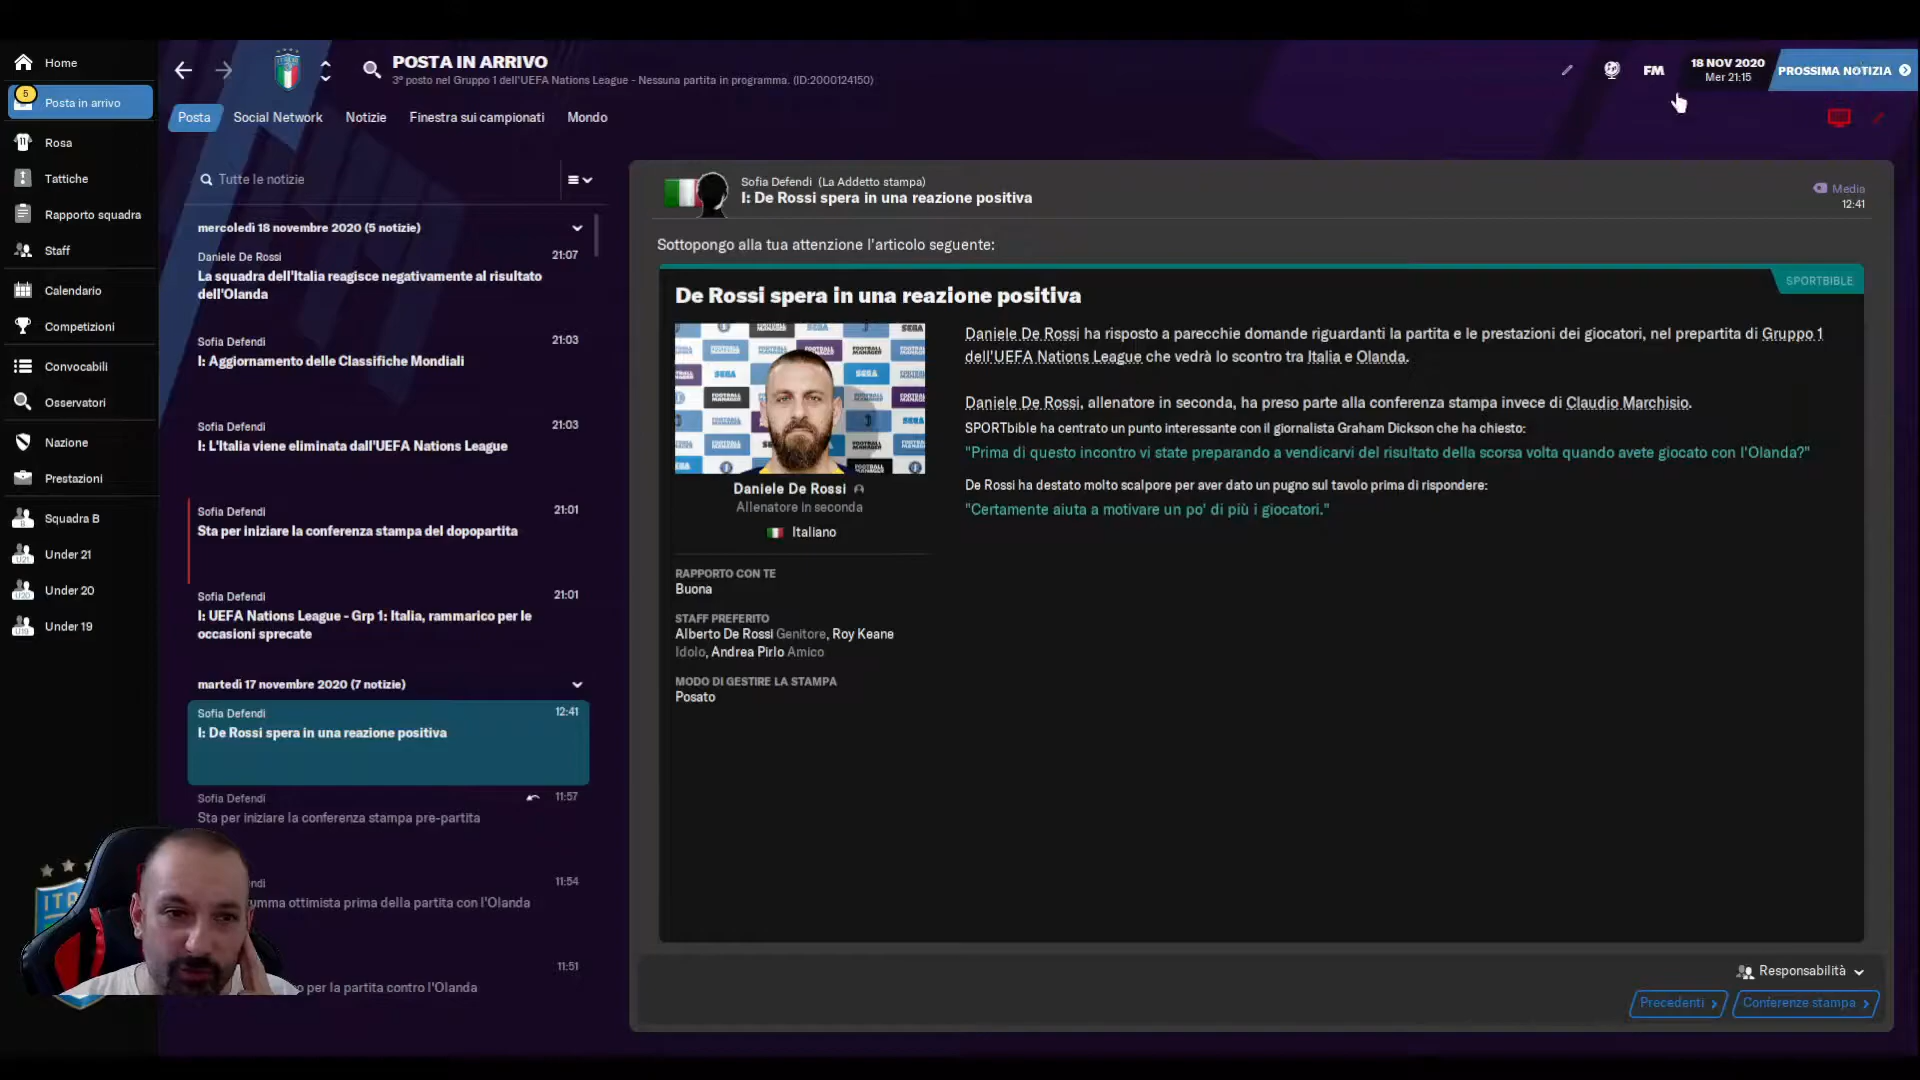 Home
5
Posta in arrivo
Rosa
Tattiche
Rapporto squadra
Staff
Calendario
Competizioni
Convocabili
Osservatori
Nazione
Prestazioni
Squadra B
Under 21
Under 20
Under 19
POSTA IN ARRIVO
3º posto nel Gruppo 1 dell'UEFA Nations League - Nessuna partita in programma. (ID:2000124150)
FM
18 NOV 2020
Mer 21:15
PROSSIMA NOTIZIA
Posta
Social Network
Notizie
Finestra sui campionati
Mondo
Tutte le notizie
mercoledì 18 novembre 2020 (5 notizie)
Daniele De Rossi 21:07
La squadra dell'Italia reagisce negativamente al risultato
dell'Olanda
Sofia Defendi 21:03
I: Aggiornamento delle Classifiche Mondiali
Sofia Defendi 21:03
I: L'Italia viene eliminata dall'UEFA Nations League
Sofia Defendi 21:01
Sta per iniziare la conferenza stampa del dopopartita
Sofia Defendi 21:01
I: UEFA Nations League - Grp 1: Italia, rammarico per le
occasioni sprecate
martedì 17 novembre 2020 (7 notizie)
Sofia Defendi 12:41
I: De Rossi spera in una reazione positiva
Sofia Defendi 11:57
Sta per iniziare la conferenza stampa pre-partita
11:54
ottimista prima della partita con l'Olanda
11:51
per la partita contro l'Olanda
Sofia Defendi (La Addetto stampa)
I: De Rossi spera in una reazione positiva
Media
12:41
Sottopongo alla tua attenzione l'articolo seguente:
SPORTBIBLE
De Rossi spera in una reazione positiva
Daniele De Rossi
Allenatore in seconda
Italiano
RAPPORTO CON TE
Buona
STAFF PREFERITO
Alberto De Rossi Genitore, Roy Keane
Idolo, Andrea Pirlo Amico
MODO DI GESTIRE LA STAMPA
Posato
Daniele De Rossi ha risposto a parecchie domande riguardanti la partita e le prestazioni dei giocatori, nel prepartita di Gruppo 1
dell'UEFA Nations League che vedrà lo scontro tra Italia e Olanda.
Daniele De Rossi, allenatore in seconda, ha preso parte alla conferenza stampa invece di Claudio Marchisio.
SPORTbible ha centrato un punto interessante con il giornalista Graham Dickson che ha chiesto:
"Prima di questo incontro vi state preparando a vendicarvi del risultato della scorsa volta quando avete giocato con l'Olanda?"
De Rossi ha destato molto scalpore per aver dato un pugno sul tavolo prima di rispondere:
"Certamente aiuta a motivare un po' di più i giocatori."
Responsabilità
Precedenti
Conferenze stampa